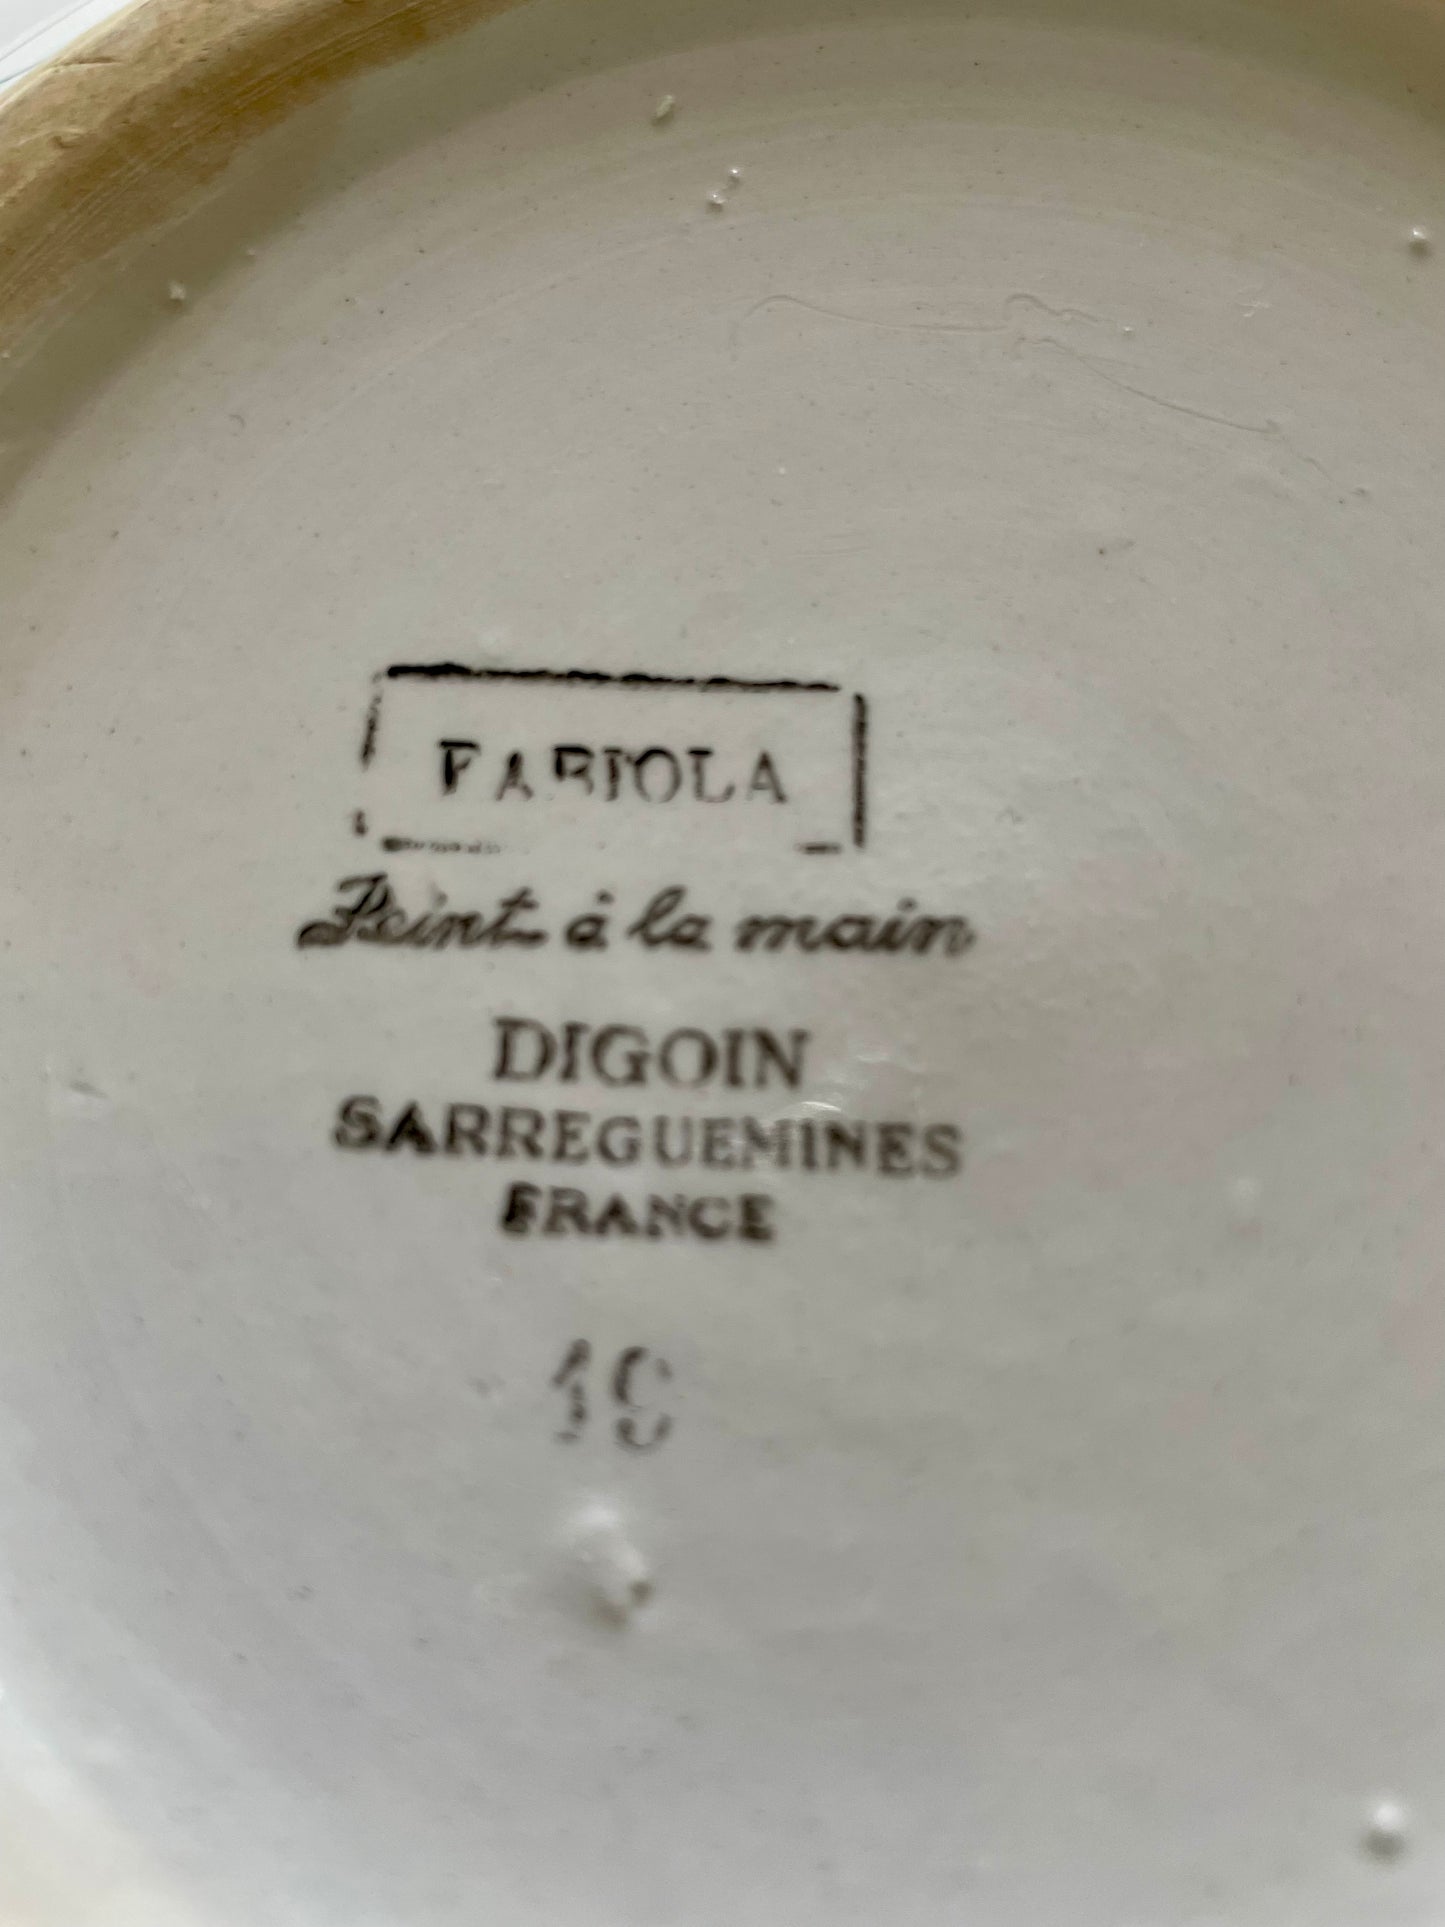 FABIOLA
Peint à la main
DIGOIN
SARREGUEMINES
FRANCE